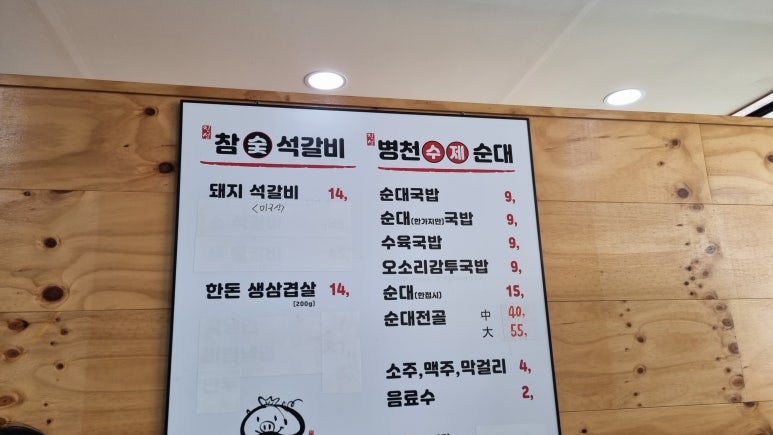 참숯석갈비
돼지 석갈비 14,
<미국산>
한돈 생삼겹살 14,
(200g)
병천수제순대
순대국밥 9,
순대(한가지만)국밥 9,
수육국밥 9,
오소리감투국밥 9,
순대(한접시) 15,
순대전골 中 40,
大 55,
소주,맥주,막걸리 4,
음료수 2,